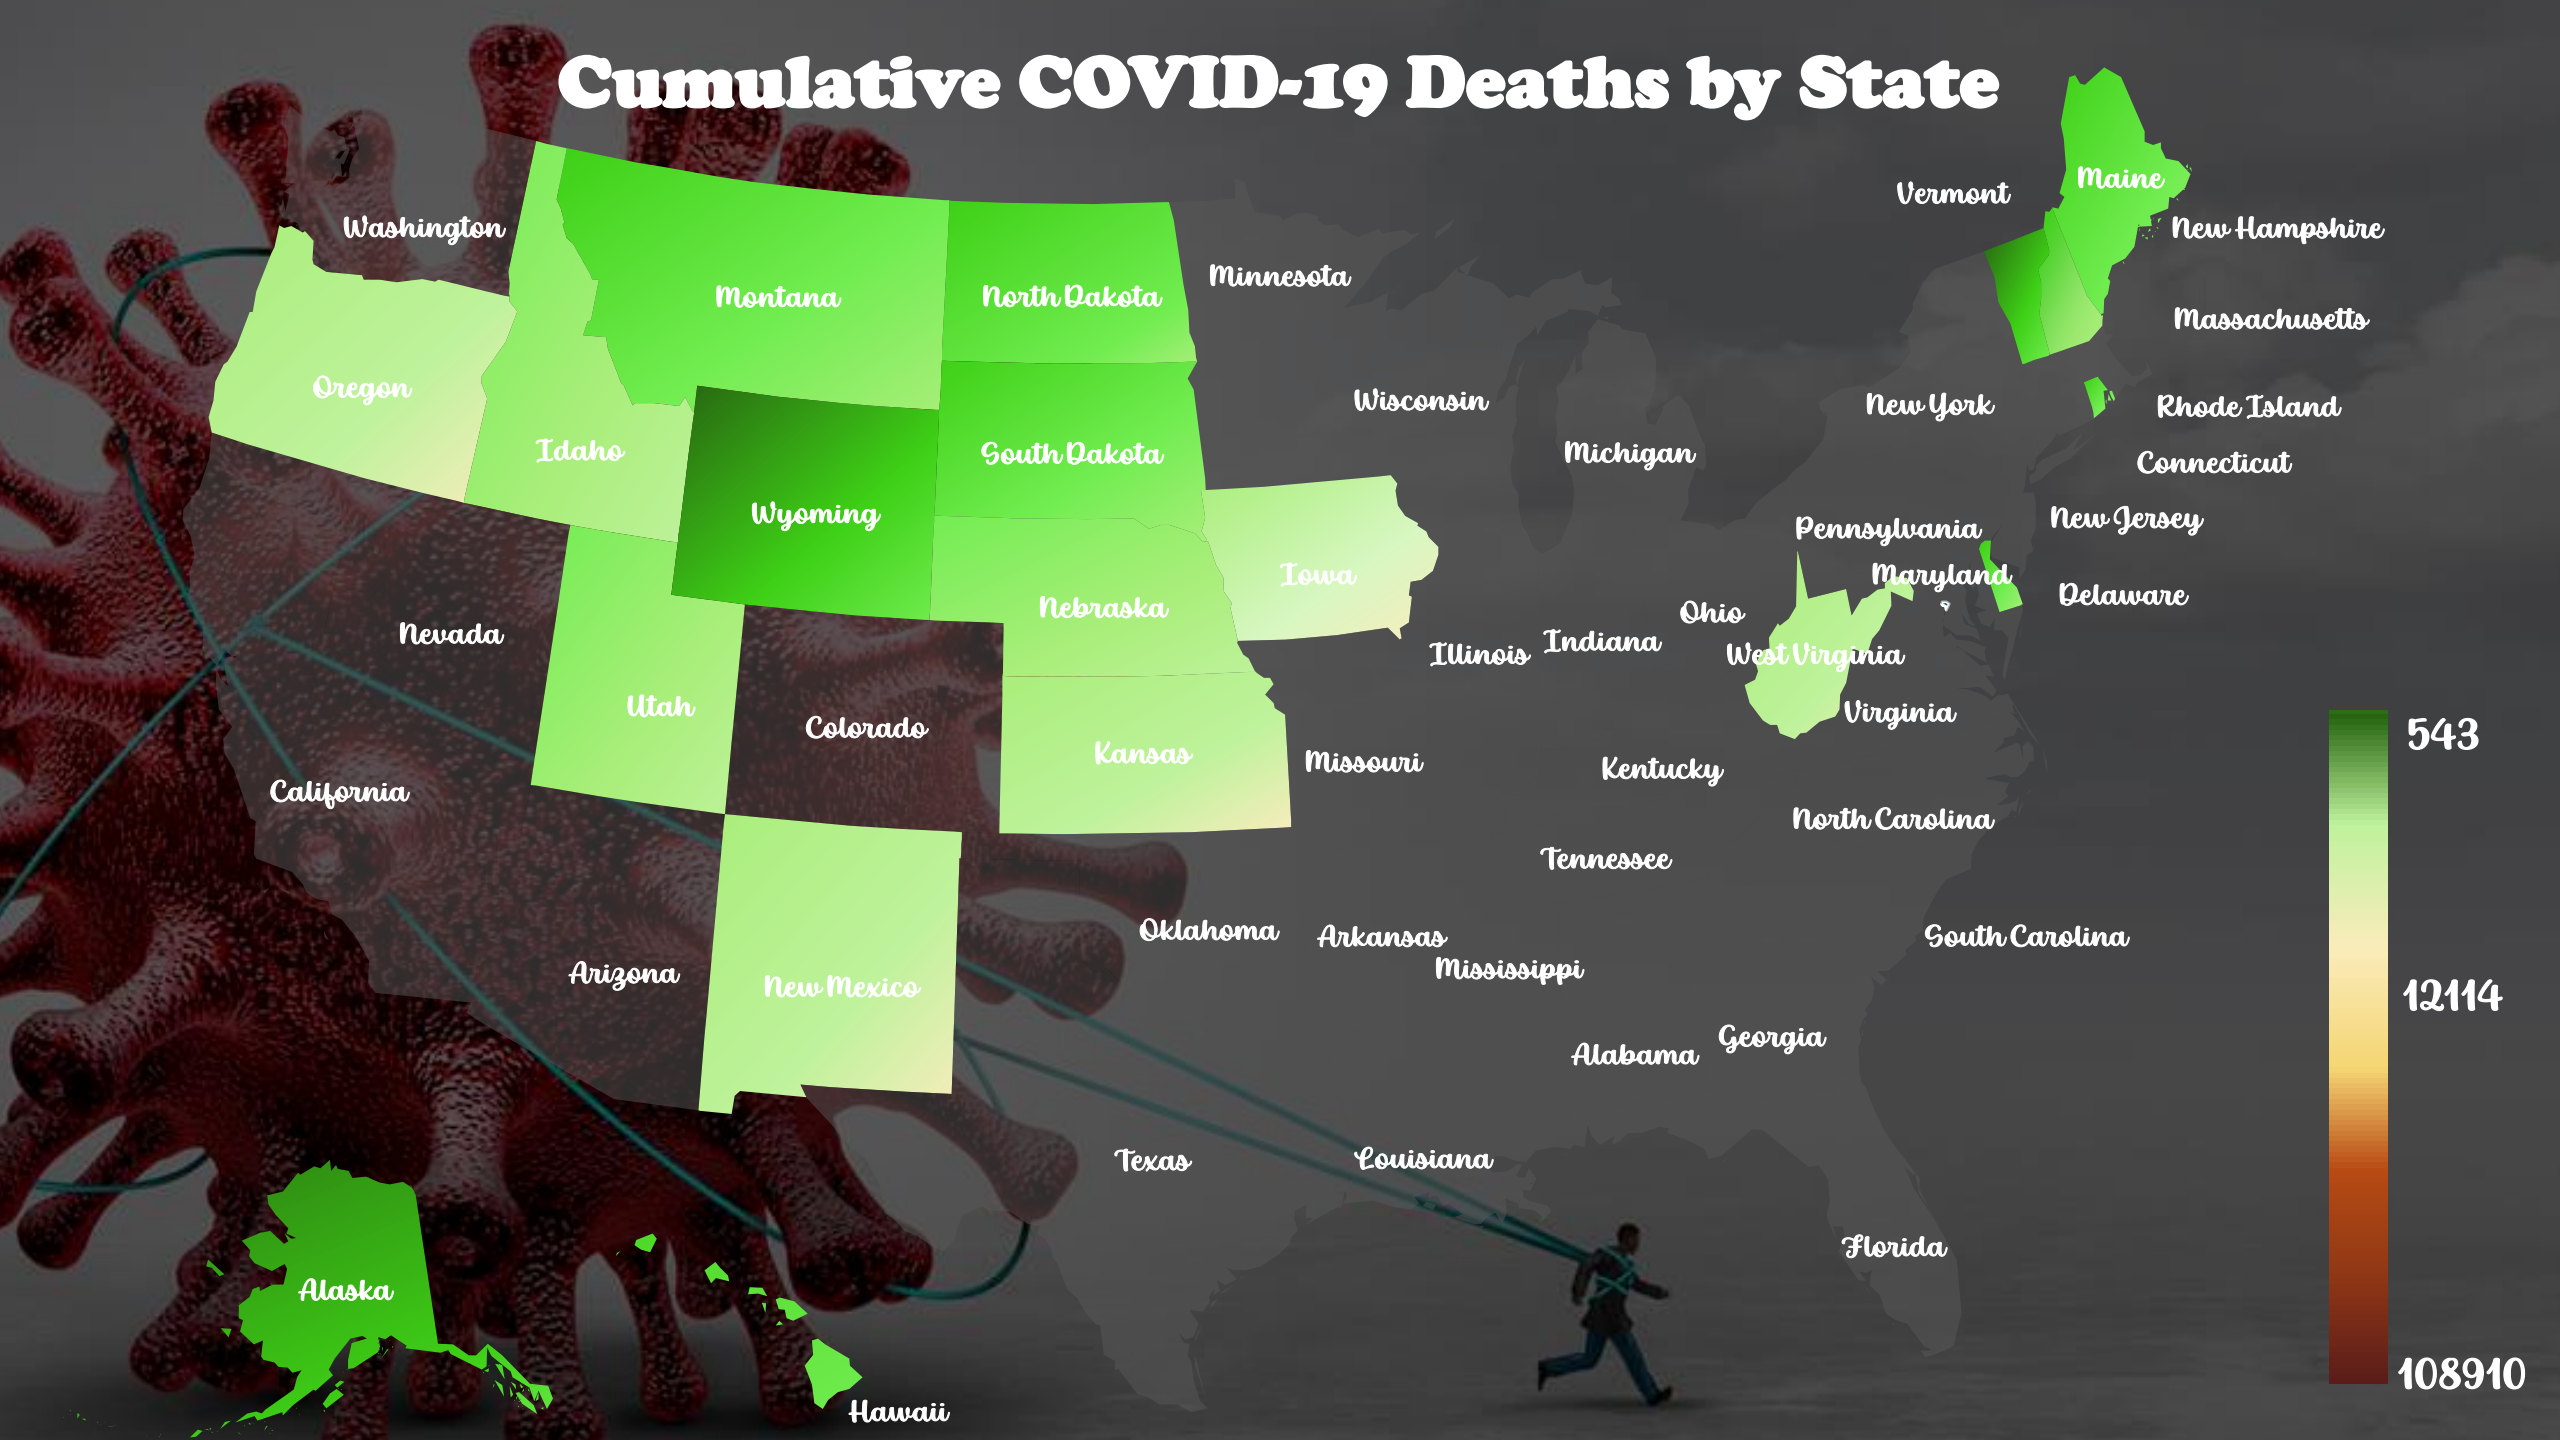 Cumulative COVID-19 Deaths by State
Maine
Vermont
New Hampshire
Washington
Minnesota
Montana
North Dakota
Massachusetts
Oregon
Wisconsin
New York
Rhode Island
Idaho
South Dakota
Michigan
Connecticut
Wyoming
Pennsylvania
New Jersey
Iowa
Maryland
Delaware
Nebraska
Ohio
Nevada
Illinois
Indiana
West Virginia
Utah
Colorado
Virginia
543
Kansas
Missouri
Kentucky
California
North Carolina
Tennessee
Oklahoma
Arkansas
South Carolina
Arizona
New Mexico
Mississippi
12114
Alabama
Georgia
Texas
Louisiana
Florida
Alaska
108910
Hawaii